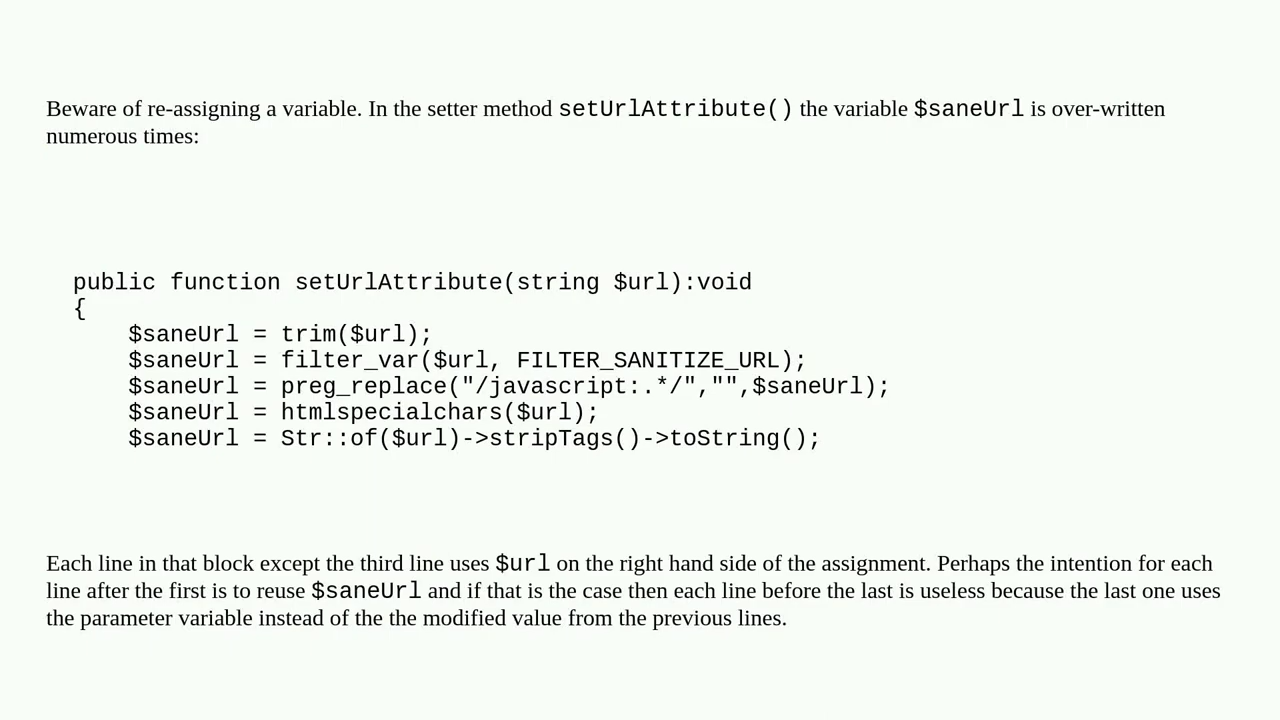 Beware of re-assigning a variable. In the setter method setUrlAttribute() the variable $saneUrl is over-written
numerous times:
public function setUrlAttribute(string $url):void
{
    $saneUrl = trim($url);
    $saneUrl = filter_var($url, FILTER_SANITIZE_URL);
    $saneUrl = preg_replace("/javascript:.*/","",$saneUrl);
    $saneUrl = htmlspecialchars($url);
    $saneUrl = Str::of($url)->stripTags()->toString();
Each line in that block except the third line uses $url on the right hand side of the assignment. Perhaps the intention for each
line after the first is to reuse $saneUrl and if that is the case then each line before the last is useless because the last one uses
the parameter variable instead of the the modified value from the previous lines.